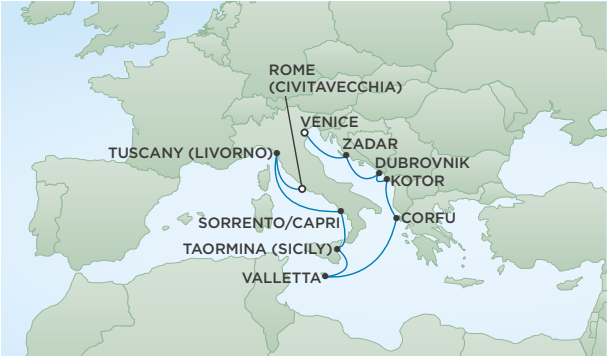 ROME
(CIVITAVECCHIA)
VENICE
ZADAR
TUSCANY (LIVORNO)
DUBROVNIK
KOTOR
SORRENTO/CAPRI
CORFU
TAORMINA (SICILY)
VALLETTA